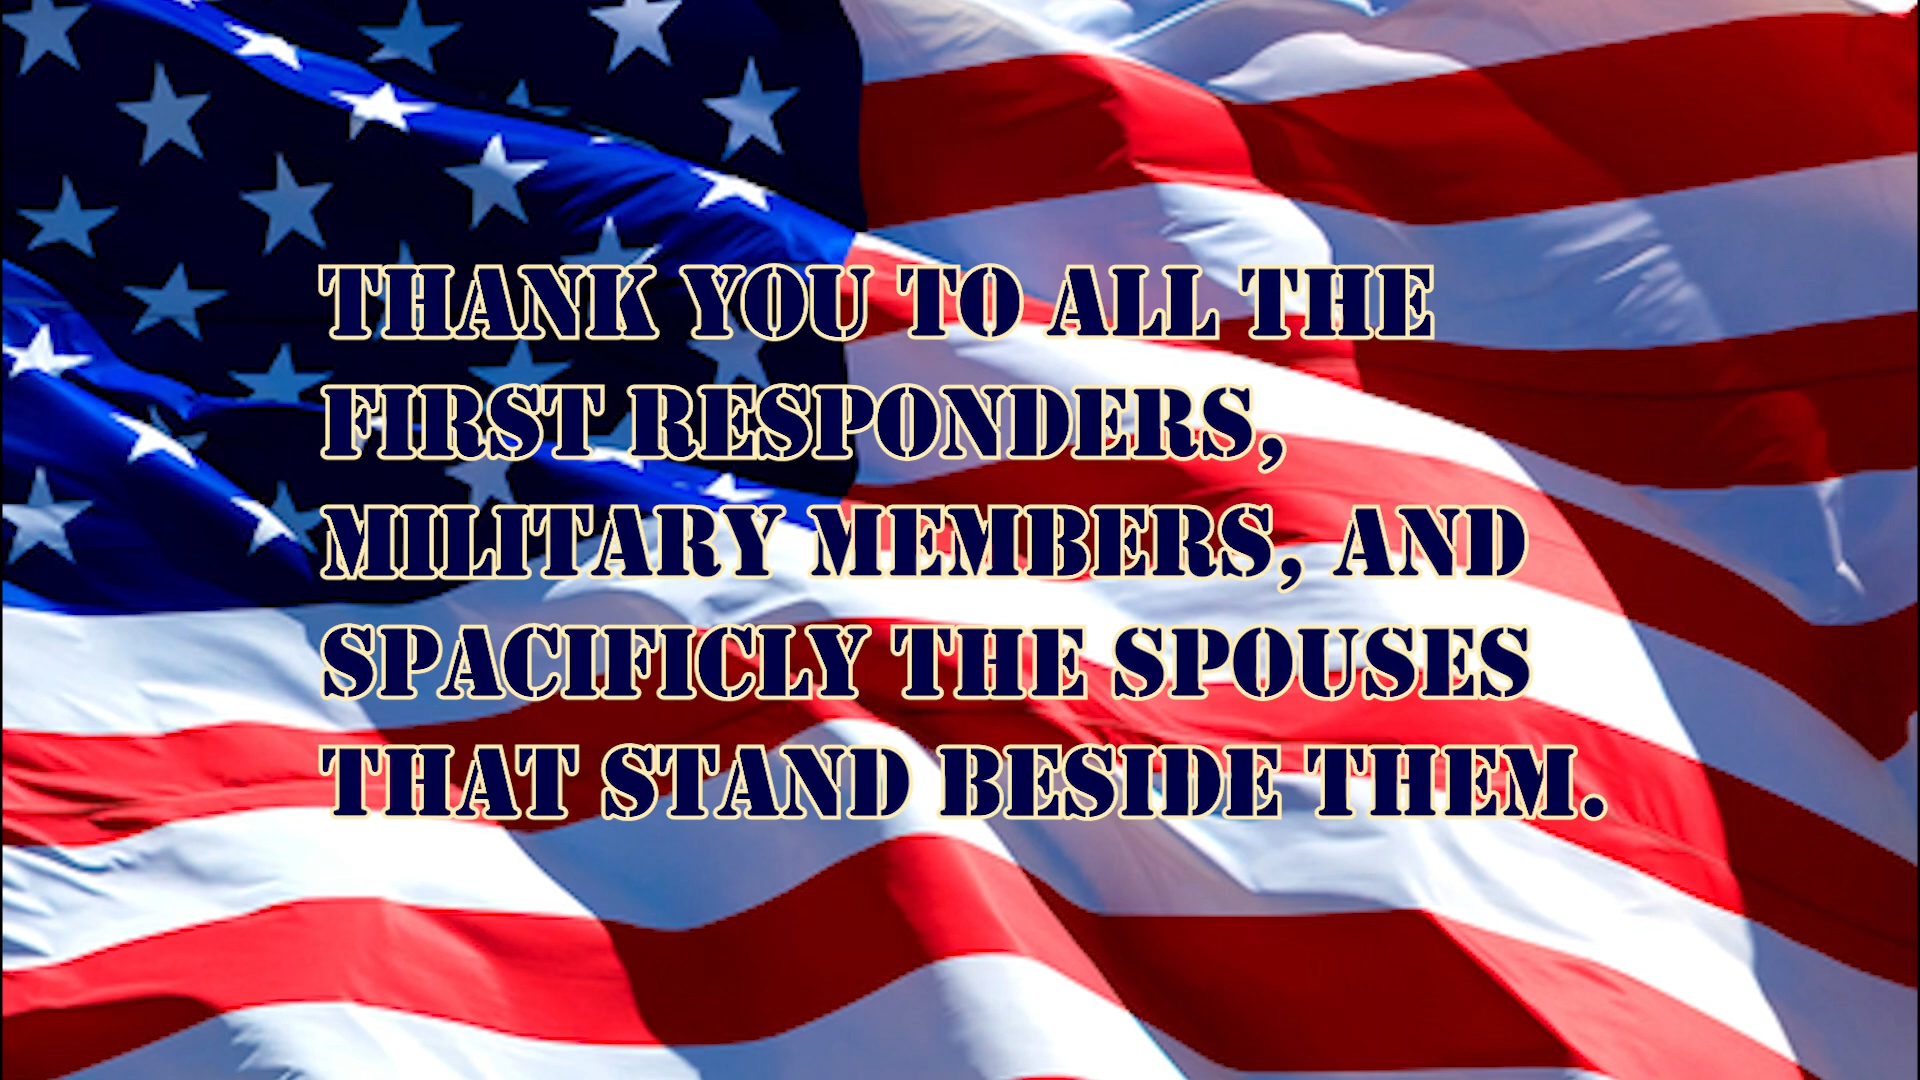 THANK YOU TO ALL THE
FIRST RESPONDERS,
MILITARY MEMBERS, AND
SPACIFICLY THE SPOUSES
THAT STAND BESIDE THEM.